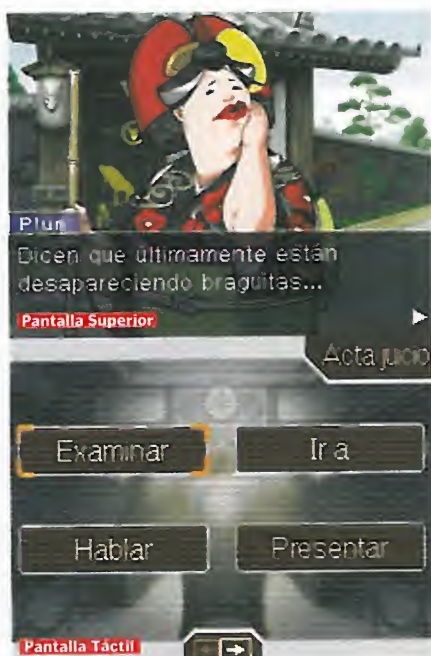 Plum
Dicen que últimamente están
desapareciendo braguitas...
Pantalla Superior
Acta juicio
Examinar
Ir a
Hablar
Presentar
Pantalla Táctil